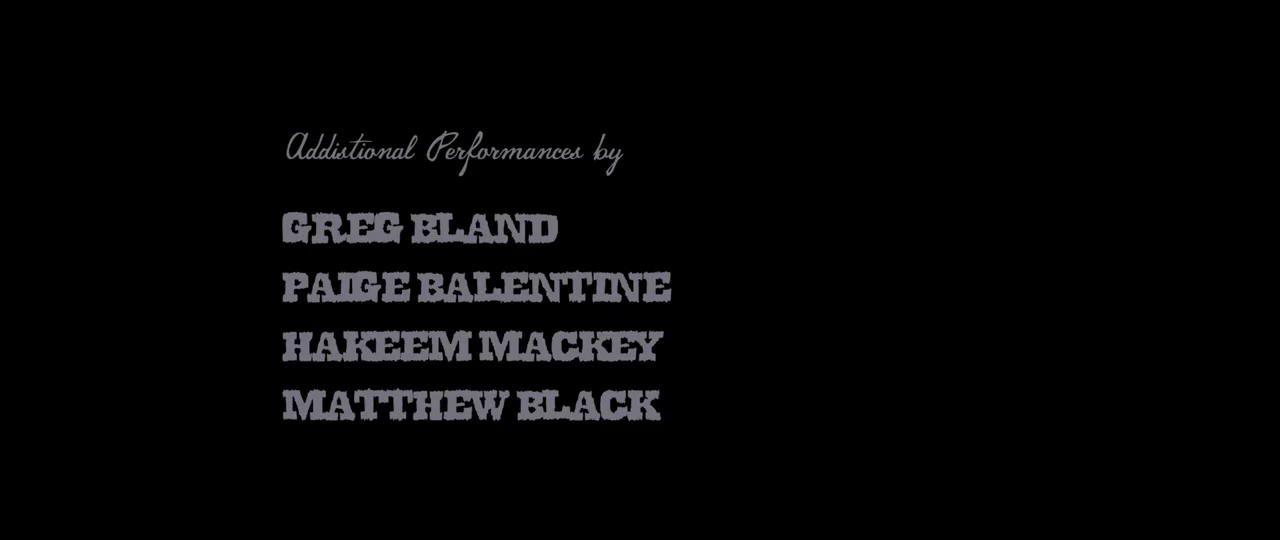 Addistional Performances by
GREG BLAND
PAIGE BALENTINE
HAKEEM MACKEY
MATTHEW BLACK